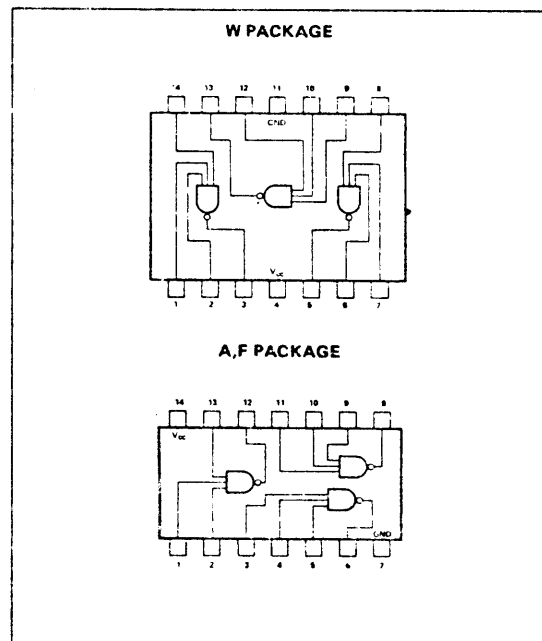 W PACKAGE
14 13 12 11 10 9 8
GND
VCC
1 2 3 4 5 6 7
A,F PACKAGE
14 13 12 11 10 9 8
VCC
GND
1 2 3 4 5 6 7